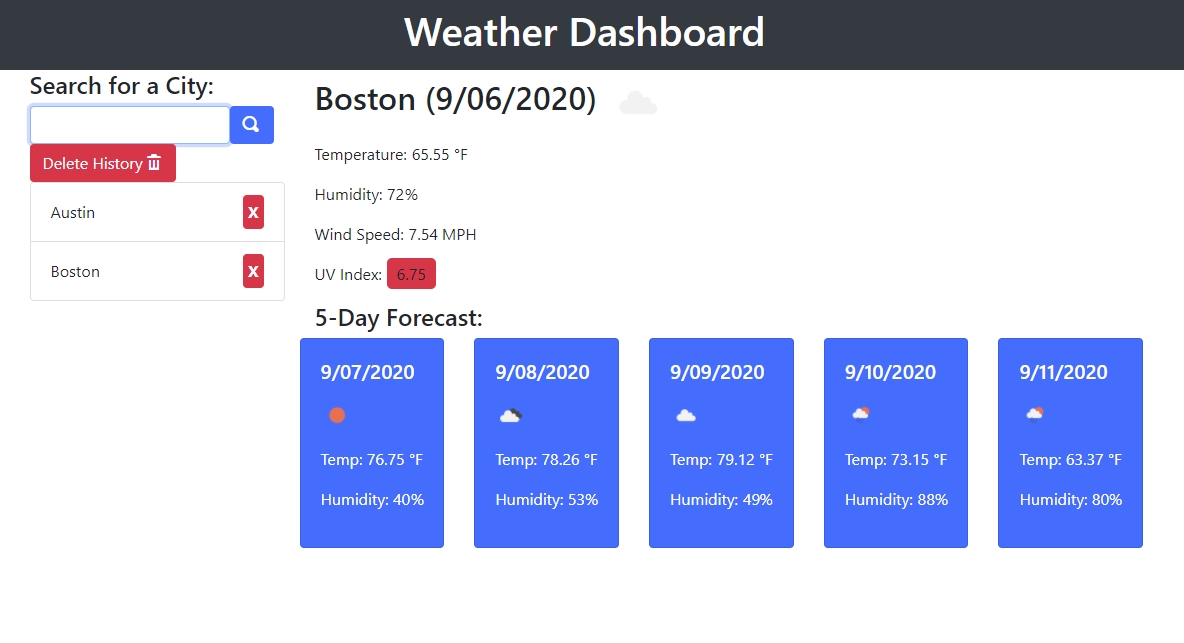 Weather Dashboard
Search for a City:
Delete History
Austin X
Boston X
Boston (9/06/2020)
Temperature: 65.55 °F
Humidity: 72%
Wind Speed: 7.54 MPH
UV Index: 6.75
5-Day Forecast:
9/07/2020
Temp: 76.75 °F
Humidity: 40%
9/08/2020
Temp: 78.26 °F
Humidity: 53%
9/09/2020
Temp: 79.12 °F
Humidity: 49%
9/10/2020
Temp: 73.15 °F
Humidity: 88%
9/11/2020
Temp: 63.37 °F
Humidity: 80%